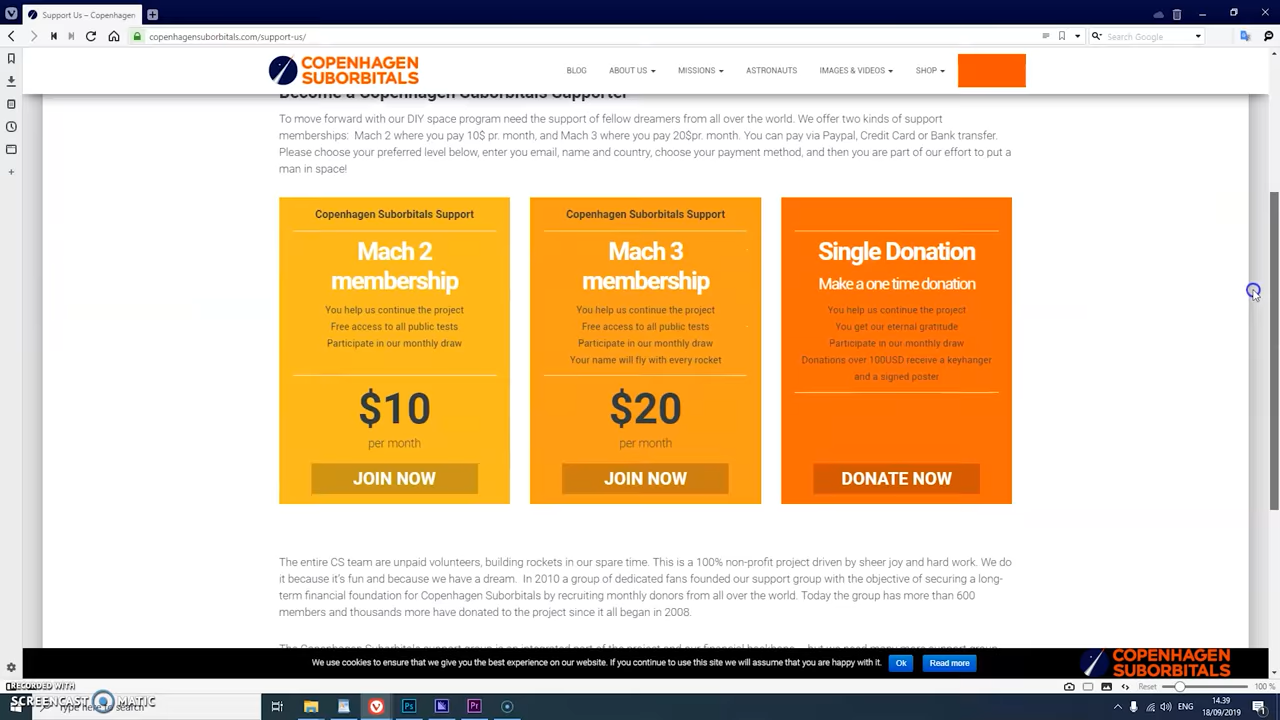 Support Us – Copenhagen
copenhagensuborbitals.com/support-us/
Search Google
COPENHAGEN
SUBORBITALS
BLOG
ABOUT US
MISSIONS
ASTRONAUTS
IMAGES & VIDEOS
SHOP
Become a Copenhagen Suborbitals Supporter
To move forward with our DIY space program need the support of fellow dreamers from all over the world. We offer two kinds of support
memberships: Mach 2 where you pay 10$ pr. month, and Mach 3 where you pay 20$pr. month. You can pay via Paypal, Credit Card or Bank transfer.
Please choose your preferred level below, enter you email, name and country, choose your payment method, and then you are part of our effort to put a
man in space!
Copenhagen Suborbitals Support
Mach 2
membership
You help us continue the project
Free access to all public tests
Participate in our monthly draw
$10
per month
JOIN NOW
Copenhagen Suborbitals Support
Mach 3
membership
You help us continue the project
Free access to all public tests
Participate in our monthly draw
Your name will fly with every rocket
$20
per month
JOIN NOW
Single Donation
Make a one time donation
You help us continue the project
You get our eternal gratitude
Participate in our monthly draw
Donations over 100USD receive a keyhanger
and a signed poster
DONATE NOW
The entire CS team are unpaid volunteers, building rockets in our spare time. This is a 100% non-profit project driven by sheer joy and hard work. We do
it because it's fun and because we have a dream. In 2010 a group of dedicated fans founded our support group with the objective of securing a long-
term financial foundation for Copenhagen Suborbitals by recruiting monthly donors from all over the world. Today the group has more than 600
members and thousands more have donated to the project since it all began in 2008.
We use cookies to ensure that we give you the best experience on our website. If you continue to use this site we will assume that you are happy with it.
Ok
Read more
COPENHAGEN
SUBORBITALS
Reset
100 %
RECORDED WITH
SCREENCAST MATIC
Type here to search
ENG
14.39
18/09/2019